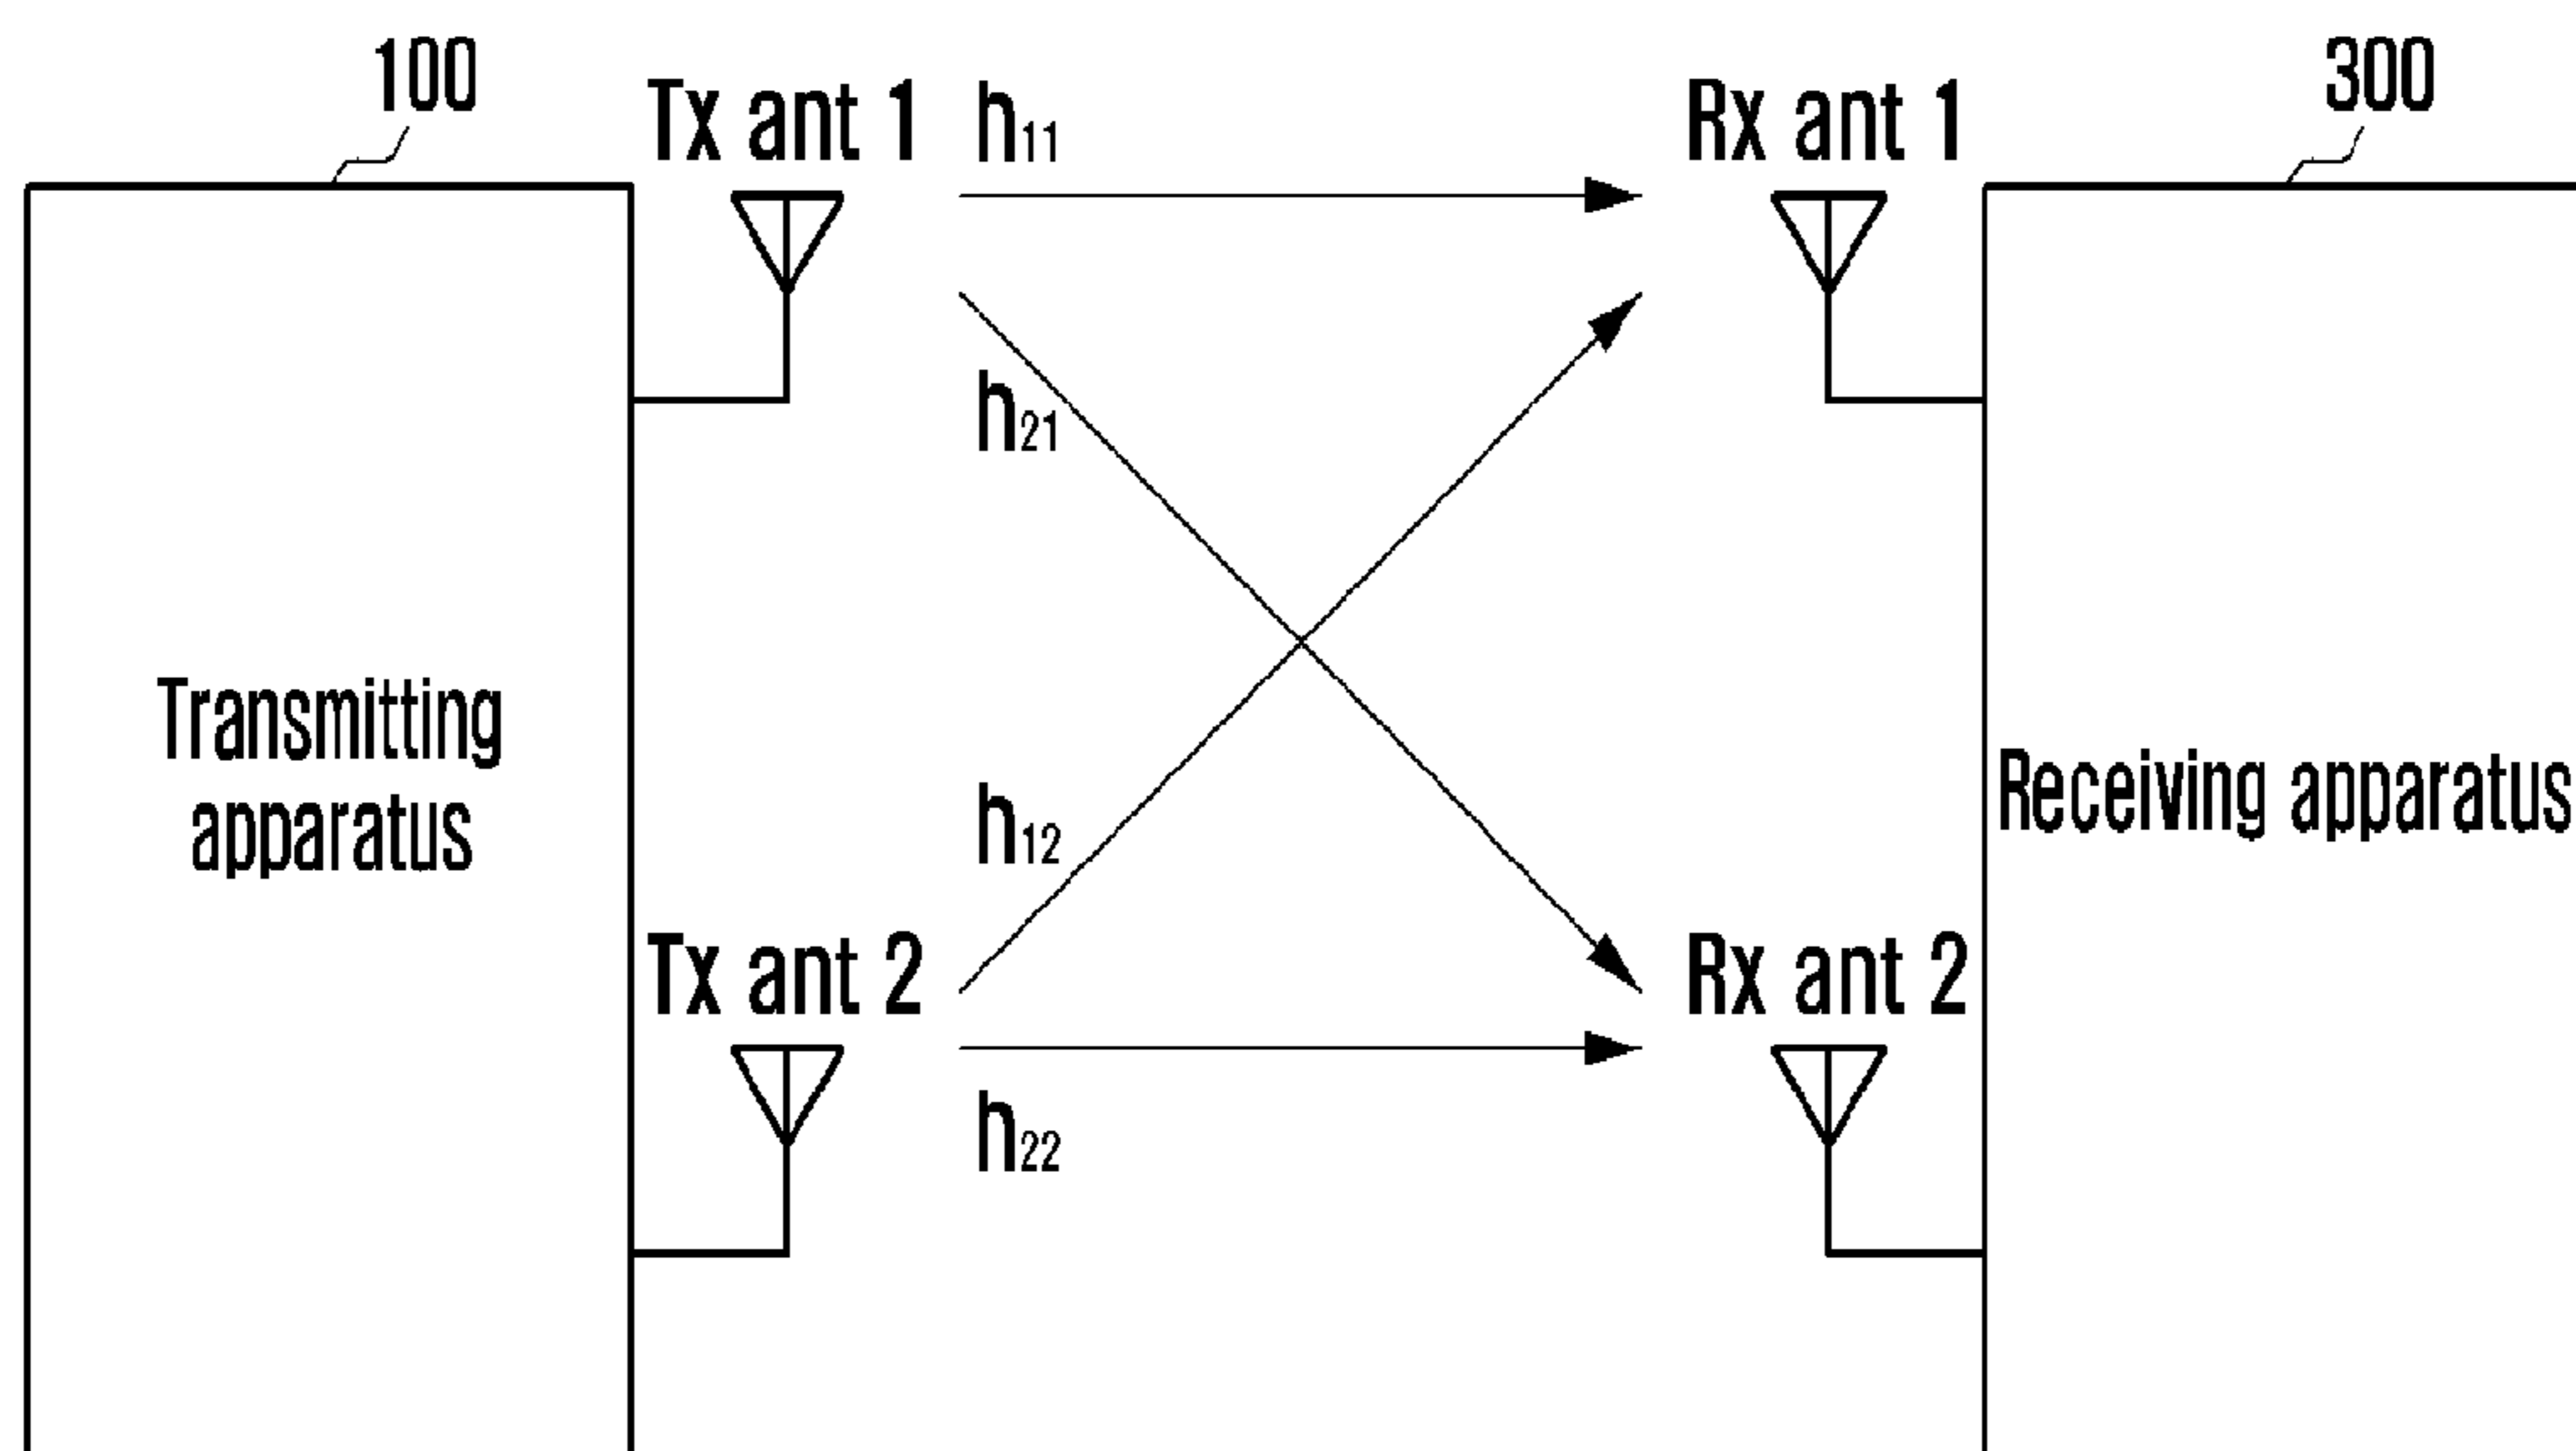 100
300
Tx ant 1
h11
Rx ant 1
h21
Transmitting
apparatus
Receiving apparatus
h12
Tx ant 2
Rx ant 2
h22